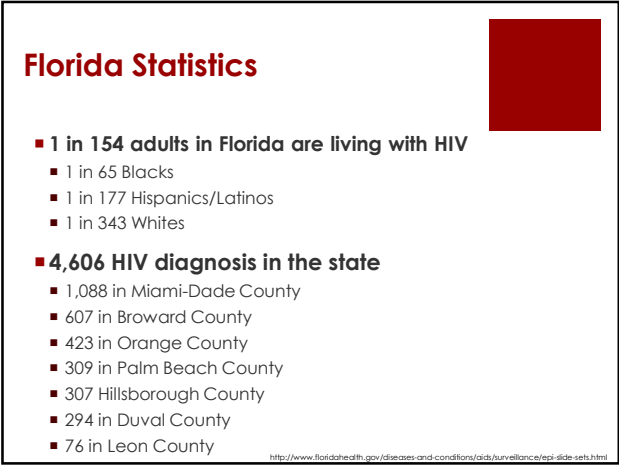 Florida Statistics
1 in 154 adults in Florida are living with HIV
1 in 65 Blacks
1 in 177 Hispanics/Latinos
1 in 343 Whites
4,606 HIV diagnosis in the state
1,088 in Miami-Dade County
607 in Broward County
423 in Orange County
309 in Palm Beach County
307 Hillsborough County
294 in Duval County
76 in Leon County
http://www.floridahealth.gov/diseases-and-conditions/aids/surveillance/epi-slide-sets.html